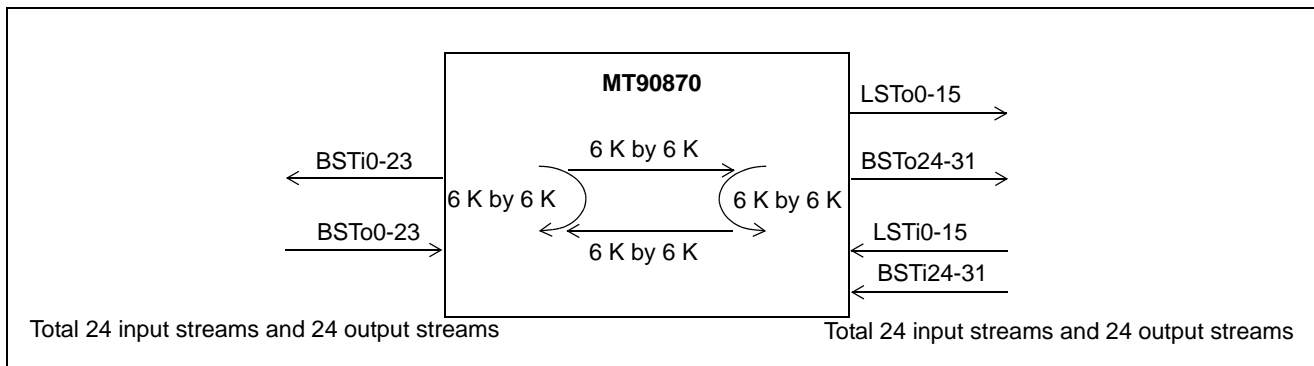 MT90870
LSTo0-15
6 K by 6 K
BSTi0-23
BSTo24-31
6 K by 6 K
6 K by 6 K
BSTo0-23
LSTi0-15
6 K by 6 K
BSTi24-31
Total 24 input streams and 24 output streams
Total 24 input streams and 24 output streams